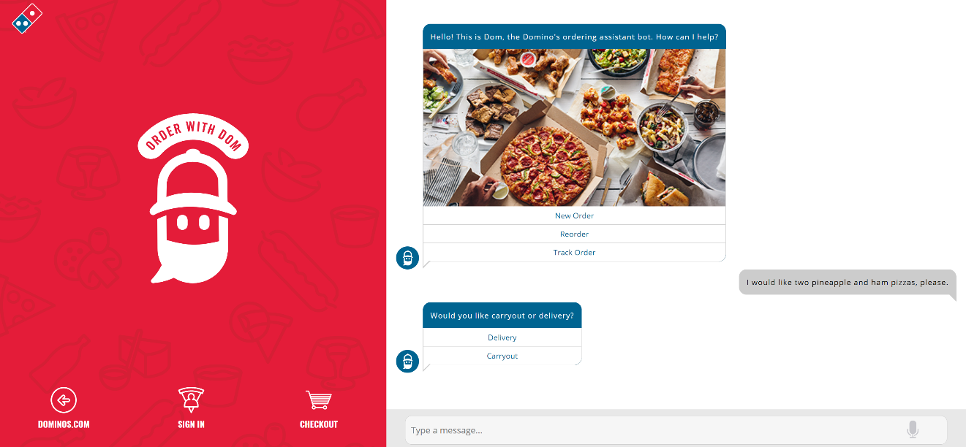 ORDER WITH DOM
DOMINOS.COM
SIGN IN
CHECKOUT
Hello! This is Dom, the Domino's ordering assistant bot. How can I help?
New Order
Reorder
Track Order
I would like two pineapple and ham pizzas, please.
Would you like carryout or delivery?
Delivery
Carryout
Type a message...